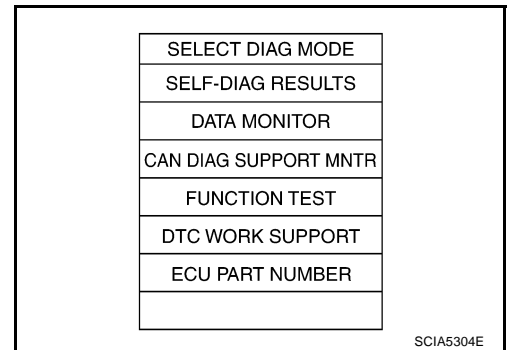 SELECT DIAG MODE
SELF-DIAG RESULTS
DATA MONITOR
CAN DIAG SUPPORT MNTR
FUNCTION TEST
DTC WORK SUPPORT
ECU PART NUMBER
SCIA5304E